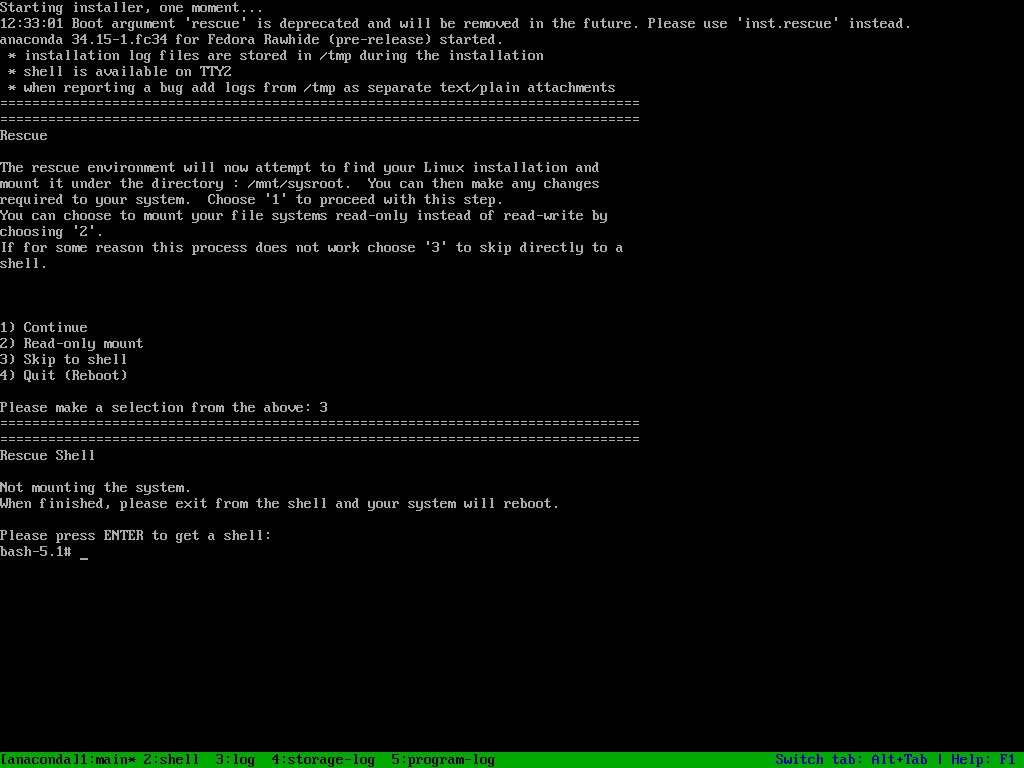 Starting installer, one moment...
12:33:01 Boot argument 'rescue' is deprecated and will be removed in the future. Please use 'inst.rescue' instead.
anaconda 34.15-1.fc34 for Fedora Rawhide (pre-release) started.
 * installation log files are stored in /tmp during the installation
 * shell is available on TTY2
 * when reporting a bug add logs from /tmp as separate text/plain attachments
================================================================================
================================================================================
Rescue

The rescue environment will now attempt to find your Linux installation and
mount it under the directory : /mnt/sysroot.  You can then make any changes
required to your system.  Choose '1' to proceed with this step.
You can choose to mount your file systems read-only instead of read-write by
choosing '2'.
If for some reason this process does not work choose '3' to skip directly to a
shell.

1) Continue
2) Read-only mount
3) Skip to shell
4) Quit (Reboot)

Please make a selection from the above: 3
================================================================================
================================================================================
Rescue Shell

Not mounting the system.
When finished, please exit from the shell and your system will reboot.

Please press ENTER to get a shell:
bash-5.1# _
[anaconda]1:main* 2:shell  3:log  4:storage-log  5:program-log Switch tab: Alt+Tab | Help: F1